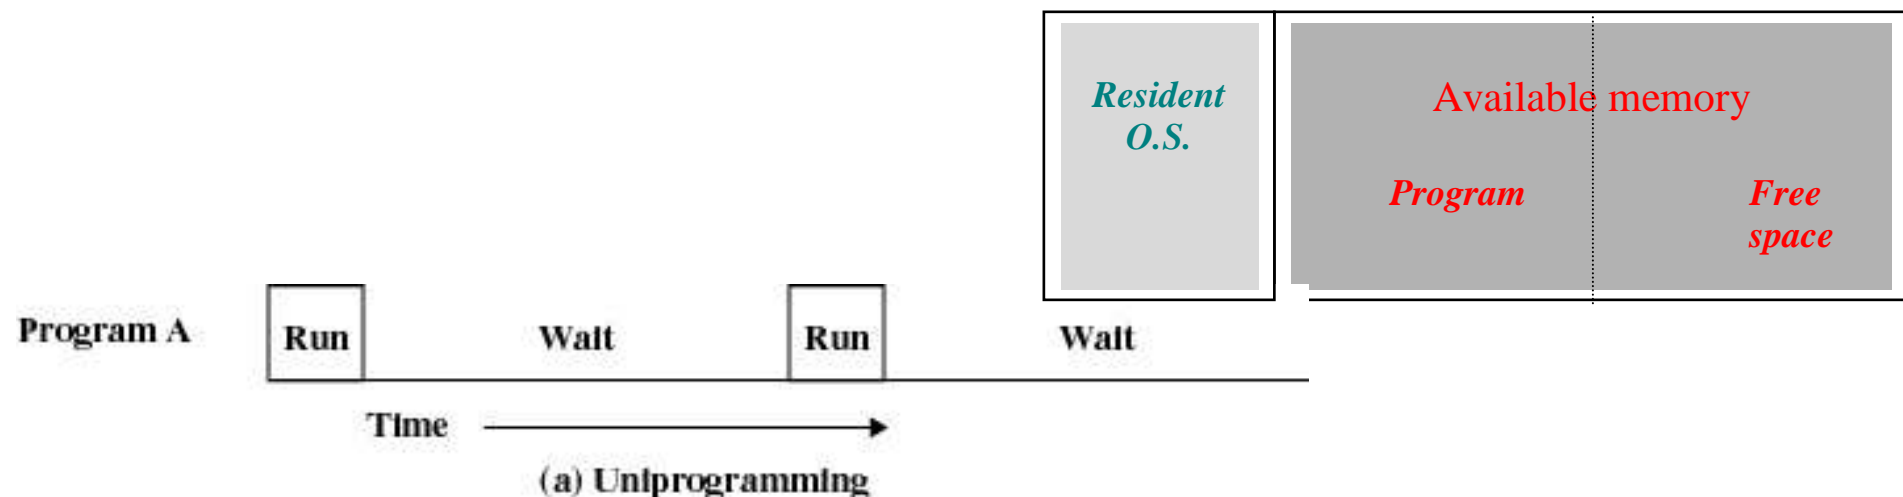 Resident
O.S.
Available memory
Program
Free
space
Program A
Run
Wait
Run
Wait
Time
(a) Uniprogramming